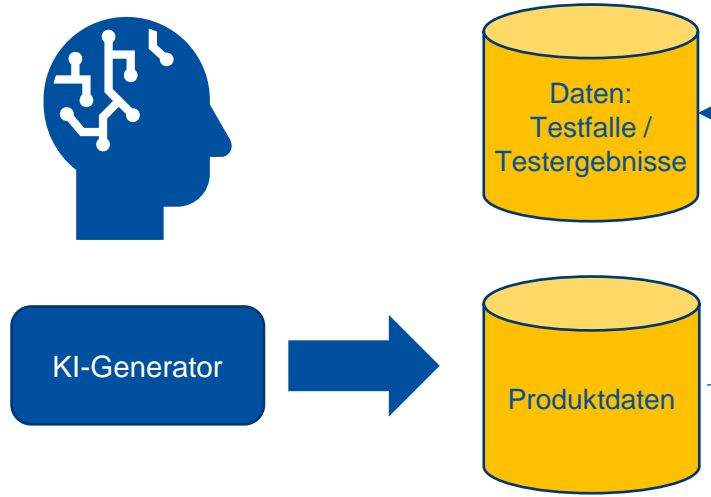 Daten:
Testfalle /
Testergebnisse
KI-Generator
Produktdaten